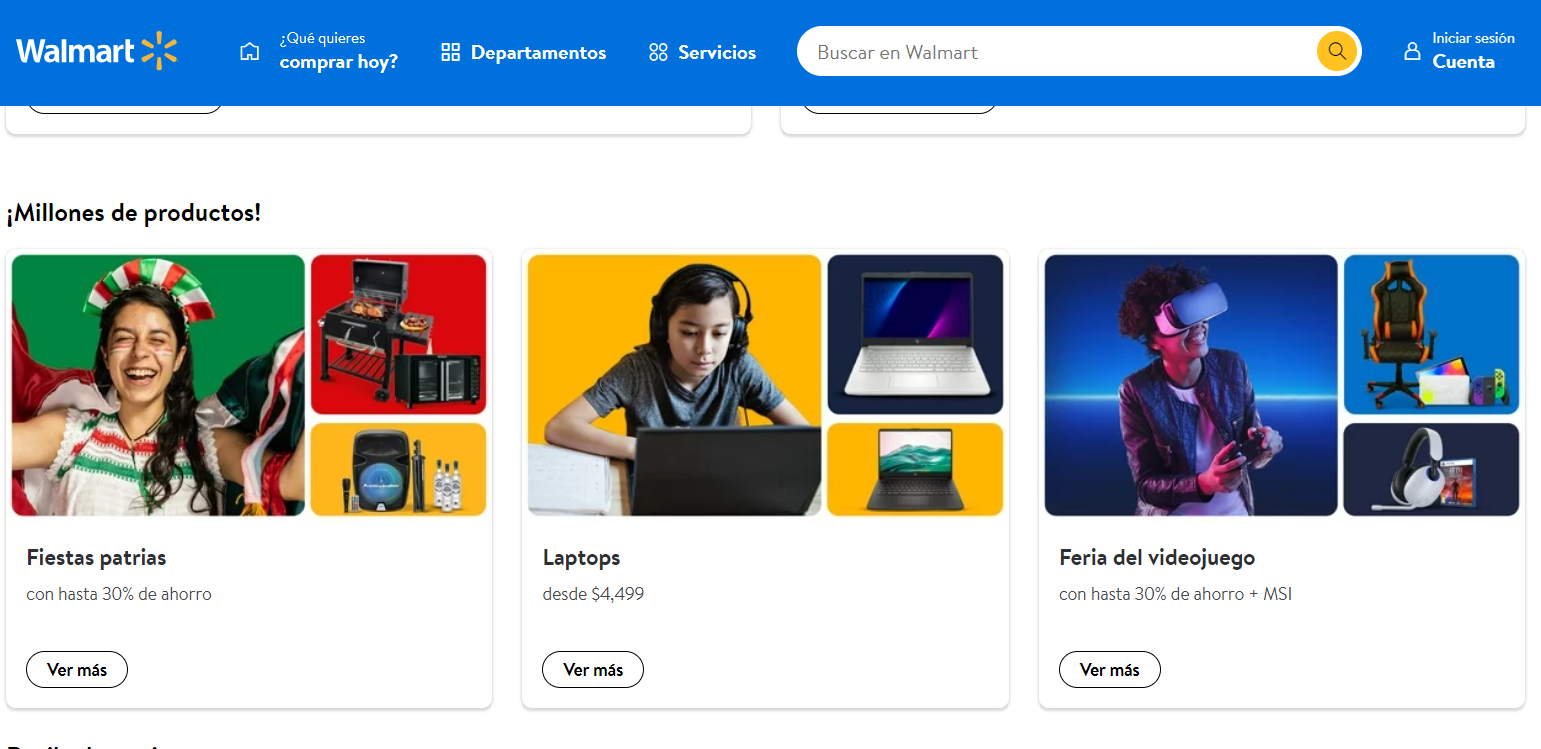 Walmart
¿Qué quieres
comprar hoy?
Departamentos
Servicios
Buscar en Walmart
Iniciar sesión
Cuenta
¡Millones de productos!
Fiestas patrias
con hasta 30% de ahorro
Ver más
Laptops
desde $4,499
Ver más
Feria del videojuego
con hasta 30% de ahorro + MSI
Ver más